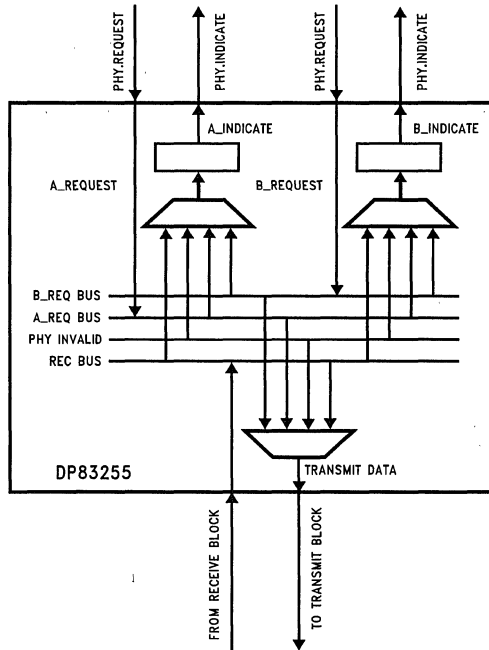 PHY.REQUEST
PHY.INDICATE
PHY.REQUEST
PHY.INDICATE
A_INDICATE
B_INDICATE
A_REQUEST
B_REQUEST
B_REQ BUS
A_REQ BUS
PHY INVALID
REC BUS
TRANSMIT DATA
DP83255
FROM RECEIVE BLOCK
TO TRANSMIT BLOCK